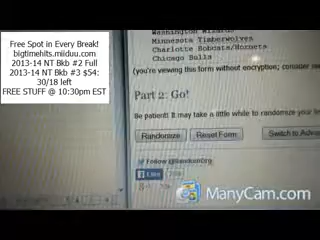 Free Spot in Every Break!
bigtimehits.miiduu.com
2013-14 NT Bkb #2 Full
2013-14 NT Bkb #3 $54:
30/18 left
FREE STUFF @ 10:30pm EST
Washington Wizards
Minnesota Timberwolves
Charlotte Bobcats/Hornets
Chicago Bulls
(you're viewing this form without encryption; consider
Part 2: Go!
Be patient! It may take a little while to randomize your
Randomize
Reset Form
Switch to
Follow @RandomOrg
Like
ManyCam.com